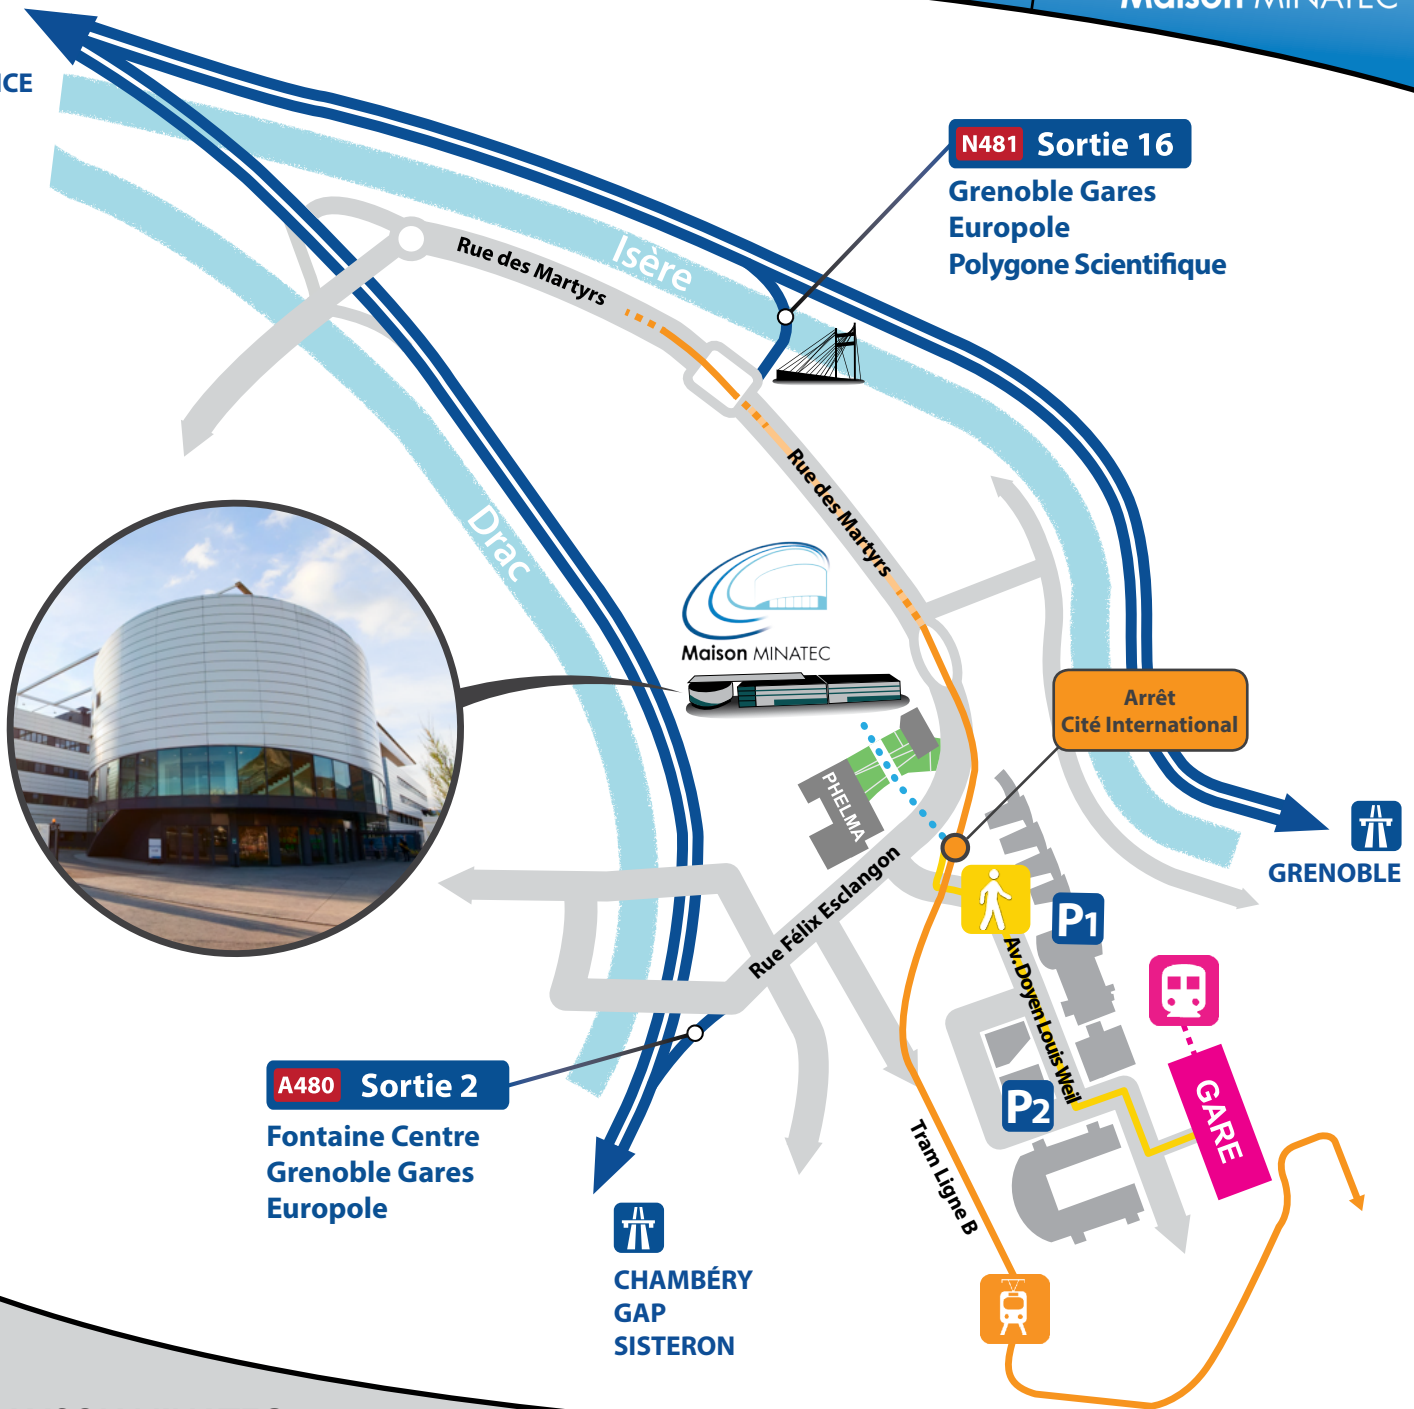 Maison MINATEC
N481 Sortie 16
Grenoble Gares
Europole
Polygone Scientifique
Isère
Rue des Martyrs
Rue des Martyrs
Drac
Maison MINATEC
Arrêt
Cité International
PHELMA
GRENOBLE
Rue Félix Esclangon
P1
Av. Doyen Louis Weil
A480 Sortie 2
Fontaine Centre
Grenoble Gares
Europole
P2
GARE
Tram Ligne B
CHAMBÉRY
GAP
SISTERON